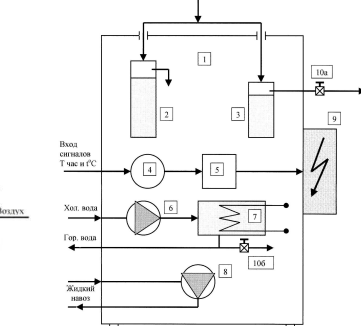 1
10а
2
3
9
Вход
сигналов
T час и t°C
4
5
Хол. вода
6
7
Гор. вода
10б
8
Жидкий
навоз